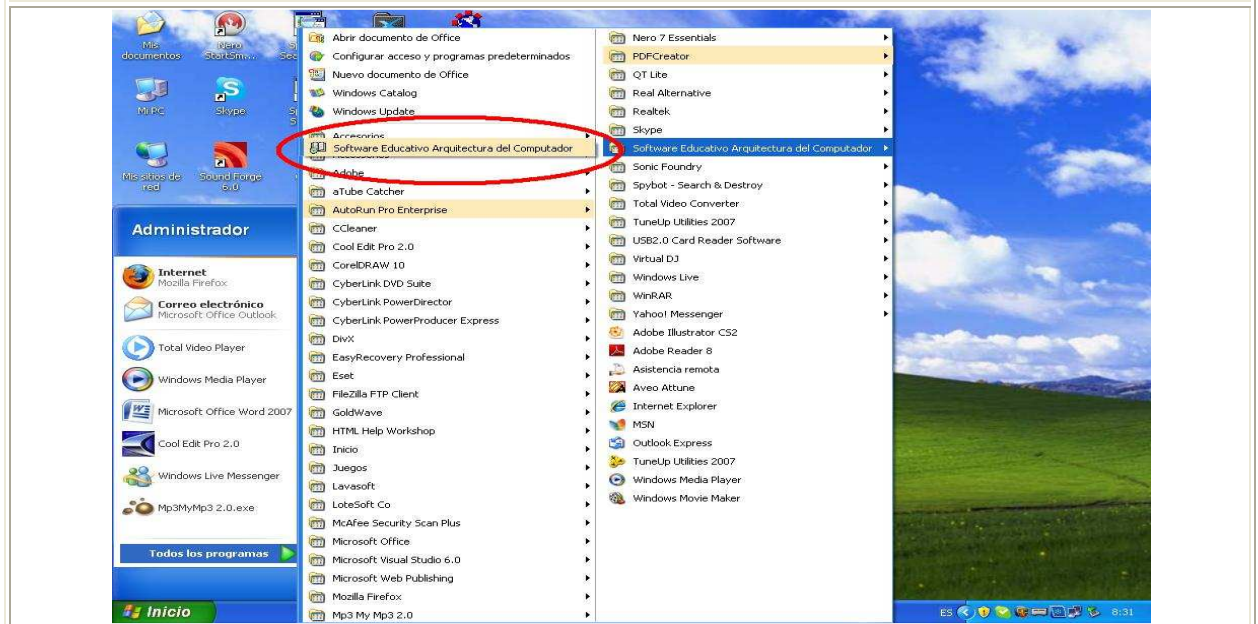 Mis documentos
Nero StartSm...
Mi PC
Skype
Mis sitios de red
Sound Forge 6.0
Administrador
Internet
Mozilla Firefox
Correo electrónico
Microsoft Office Outlook
Total Video Player
Windows Media Player
Microsoft Office Word 2007
Cool Edit Pro 2.0
Windows Live Messenger
Mp3MyMp3 2.0.exe
Todos los programas
Inicio
Abrir documento de Office
Configurar acceso y programas predeterminados
Nuevo documento de Office
Windows Catalog
Windows Update
Accesorios
Software Educativo Arquitectura del Computador
Accesorios
Adobe
aTube Catcher
AutoRun Pro Enterprise
CCleaner
Cool Edit Pro 2.0
CorelDRAW 10
CyberLink DVD Suite
CyberLink PowerDirector
CyberLink PowerProducer Express
DivX
EasyRecovery Professional
Eset
FileZilla FTP Client
GoldWave
HTML Help Workshop
Inicio
Juegos
Lavasoft
LoteSoft Co
McAfee Security Scan Plus
Microsoft Office
Microsoft Visual Studio 6.0
Microsoft Web Publishing
Mozilla Firefox
Mp3 My Mp3 2.0
Nero 7 Essentials
PDFCreator
QT Lite
Real Alternative
Realtek
Skype
Software Educativo Arquitectura del Computador
Sonic Foundry
Spybot - Search & Destroy
Total Video Converter
TuneUp Utilities 2007
USB2.0 Card Reader Software
Virtual DJ
Windows Live
WinRAR
Yahoo! Messenger
Adobe Illustrator CS2
Adobe Reader 8
Asistencia remota
Aveo Attune
Internet Explorer
MSN
Outlook Express
TuneUp Utilities 2007
Windows Media Player
Windows Movie Maker
ES
8:31